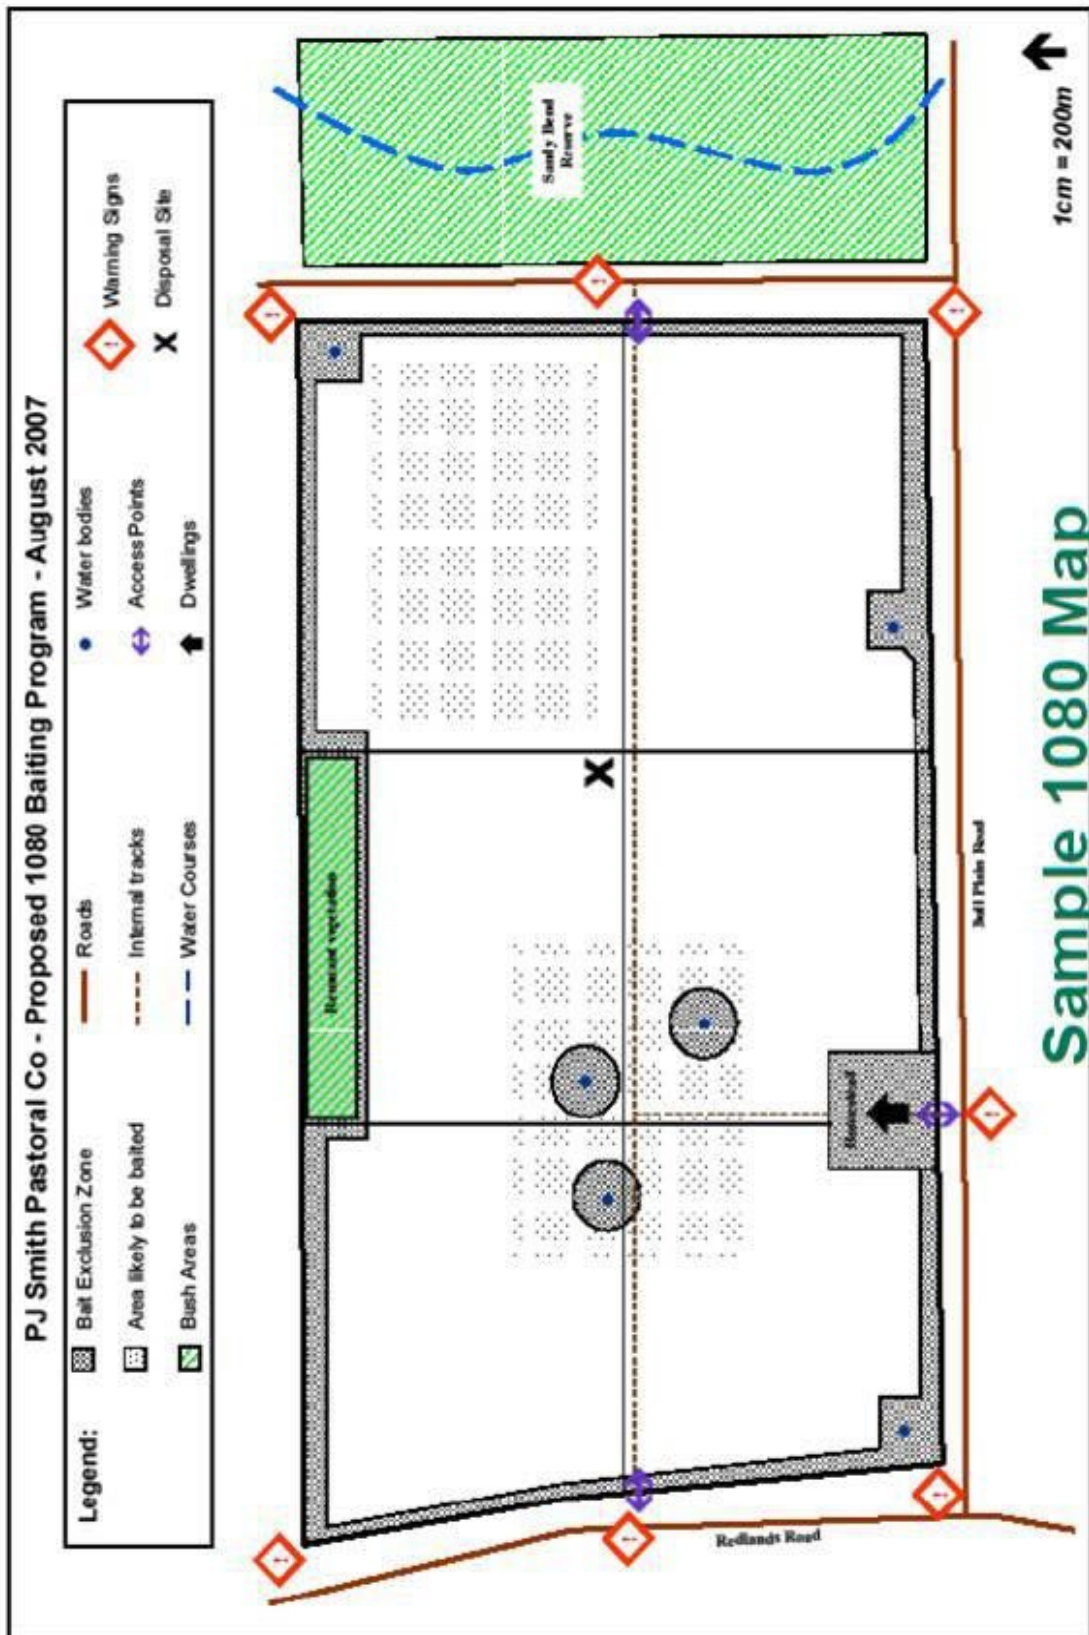 PJ Smith Pastoral Co - Proposed 1080 Baiting Program - August 2007
Legend:
Bait Exclusion Zone
Roads
Water bodies
Warning Signs
Area likely to be baited
Internal tracks
Access Points
Disposal Site
Bush Areas
Water Courses
Dwellings
Remnant vegetation
Sandy Bend
Reserve
X
Homestead
Redlands Road
Plain Road
1cm = 200m
Sample 1080 Map